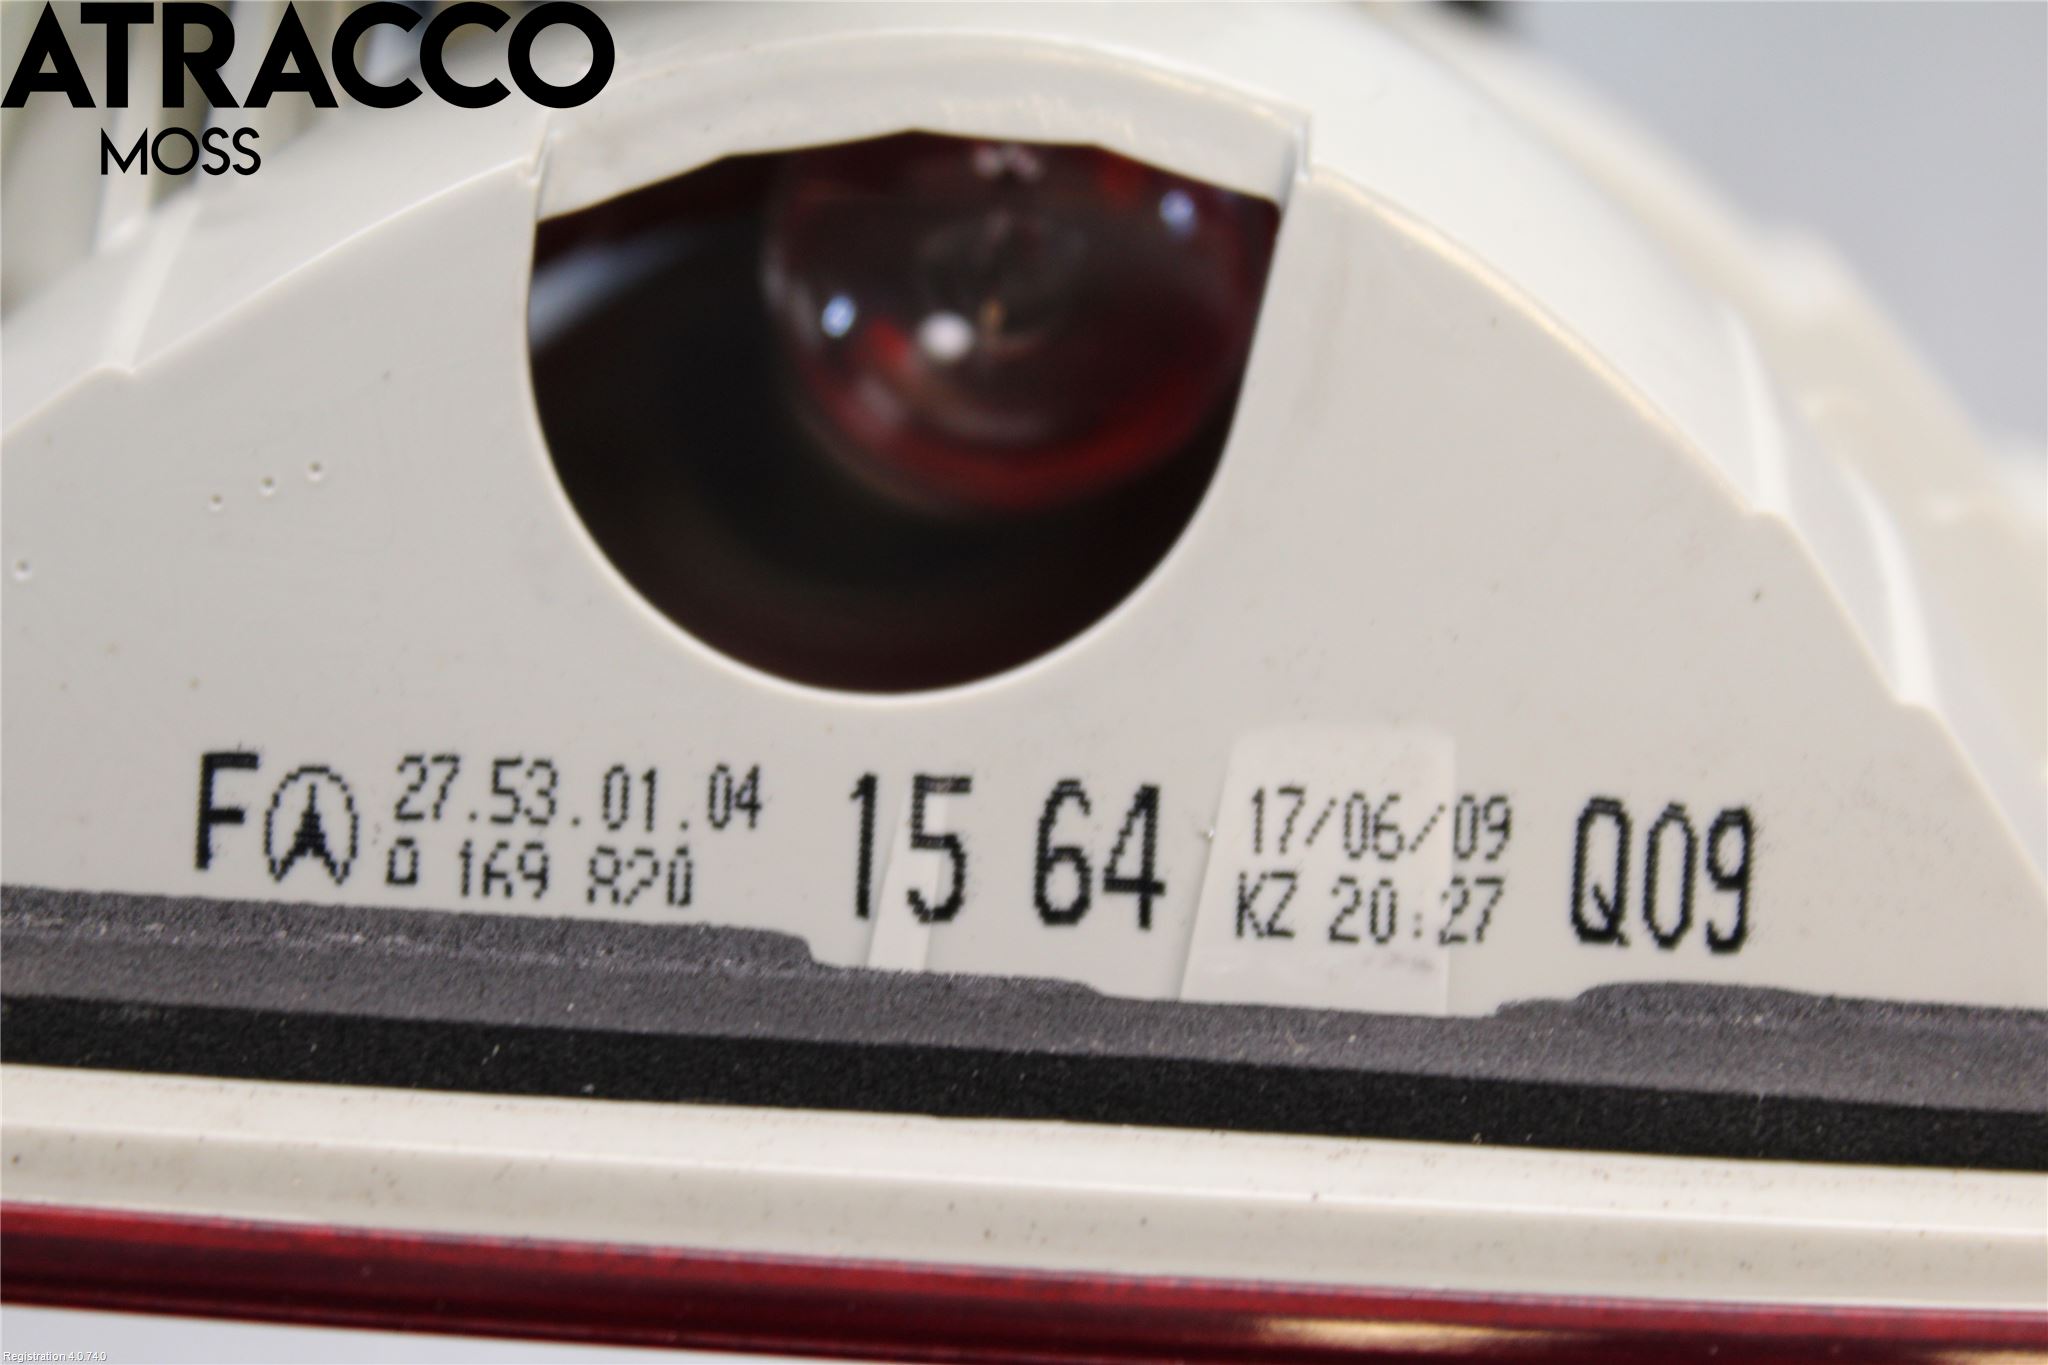 ATRACCO
MOSS
F 27.53.01.04 15 64 17/06/09 Q09
169 820 KZ 20:27
Registration 4.0.74.0